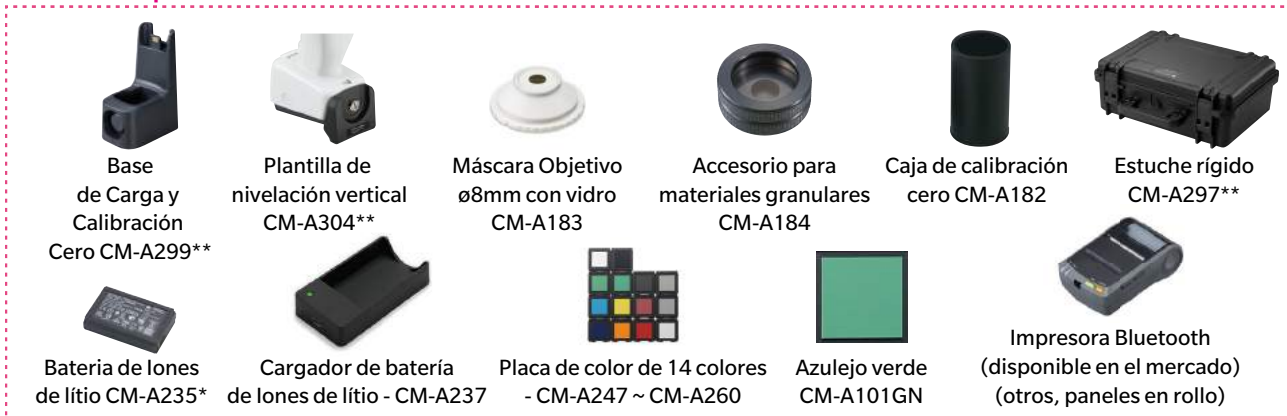 Base
de Carga y
Calibración
Cero CM-A299**
Plantilla de
nivelación vertical
CM-A304**
Máscara Objetivo
ø8mm con vidro
CM-A183
Accesorio para
materiales granulares
CM-A184
Caja de calibración
cero CM-A182
Estuche rígido
CM-A297**
Bateria de Iones
de lítio CM-A235*
Cargador de batería
de Iones de lítio - CM-A237
Placa de color de 14 colores
- CM-A247 ~ CM-A260
Azulejo verde
CM-A101GN
Impresora Bluetooth
(disponible en el mercado)
(otros, paneles en rollo)